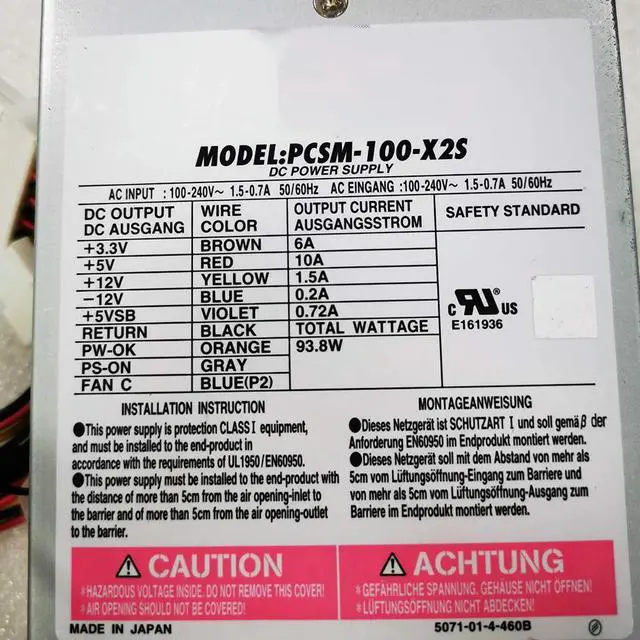 MODEL:PCSM-100-X2S
DC POWER SUPPLY
AC INPUT : 100-240V~ 1.5-0.7A 50/60Hz AC EINGANG :100-240V~ 1.5-0.7A 50/60Hz
DC OUTPUT WIRE OUTPUT CURRENT SAFETY STANDARD
DC AUSGANG COLOR AUSGANGSSTROM
+3.3V BROWN 6A
+5V RED 10A
+12V YELLOW 1.5A
−12V BLUE 0.2A
+5VSB VIOLET 0.72A
RETURN BLACK TOTAL WATTAGE
PW-OK ORANGE 93.8W
PS-ON GRAY
FAN C BLUE(P2)
c RU® US
E161936
INSTALLATION INSTRUCTION
●This power supply is protection CLASS I equipment,
and must be installed to the end-product in
accordance with the requirements of UL1950/EN60950.
●This power supply must be installed to the end-product with
the distance of more than 5cm from the air opening-inlet to
the barrier and of more than 5cm from the air opening-outlet
to the barrier.
MONTAGEANWEISUNG
●Dieses Netzgerät ist SCHUTZART I und soll gemäβ der
Anforderung EN60950 im Endprodukt montiert werden.
●Dieses Netzgerät soll mit dem Abstand von mehr als
5cm vom Lüftungsöffnung-Eingang zum Barriere und
von mehr als 5cm vom Lüftungsöffnung-Ausgang zum
Barriere im Endprodukt montiert werden.
CAUTION
*HAZARDOUS VOLTAGE INSIDE. DO NOT REMOVE THIS COVER!
*AIR OPENING SHOULD NOT BE COVERED!
ACHTUNG
*GEFÄHRLICHE SPANNUNG. GEHÄUSE NICHT ÖFFNEN!
*LÜFTUNGSÖFFNUNG NICHT ABDECKEN!
MADE IN JAPAN 5071-01-4-460B